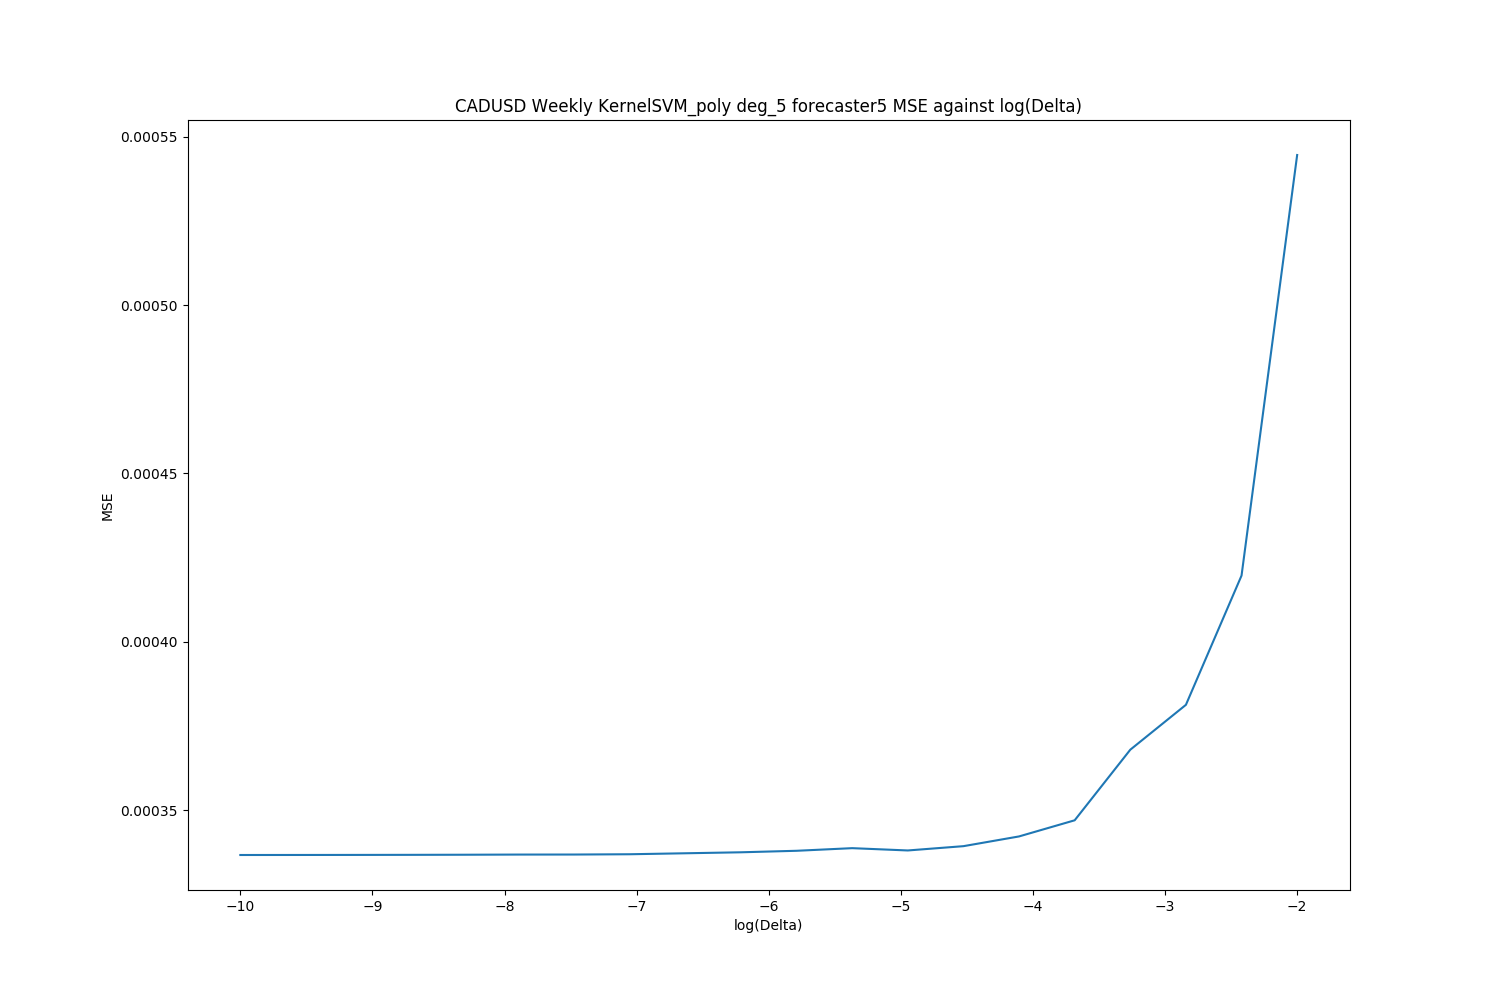 CADUSD Weekly KernelSVM_poly deg_5 forecaster5 MSE against log(Delta)
0.00055
0.00050
0.00045
0.00040
0.00035
MSE
−10 −9 −8 −7 −6 −5 −4 −3 −2
log(Delta)